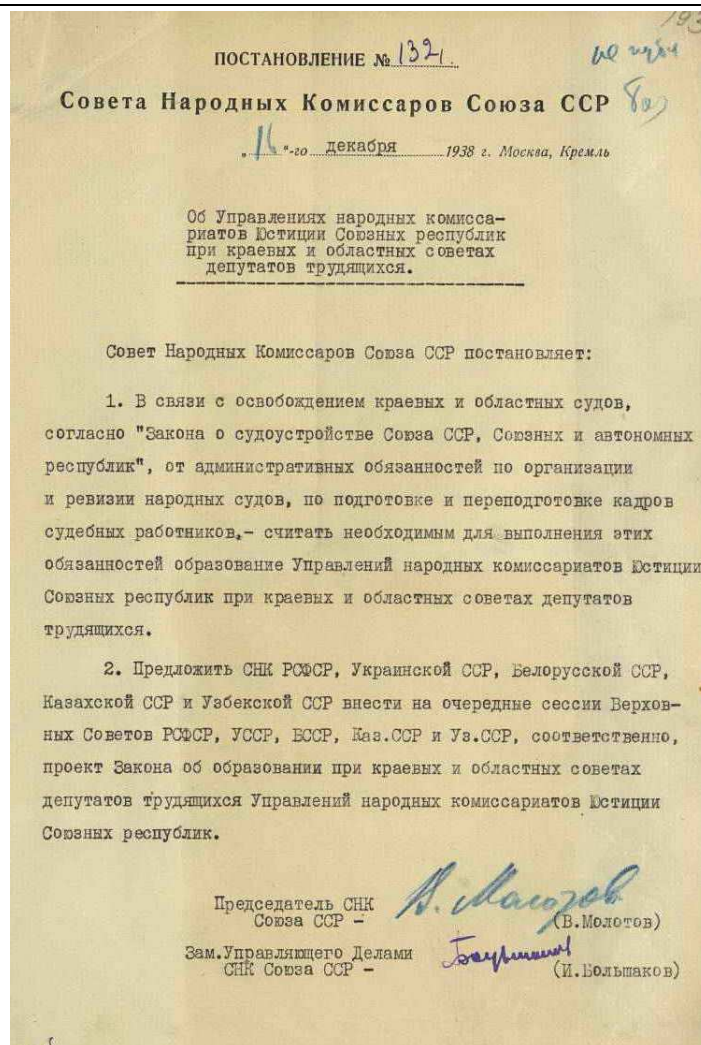 193
ПОСТАНОВЛЕНИЕ № 1321.
не публ
Совета Народных Комиссаров Союза ССР
„16"-го декабря 1938 г. Москва, Кремль
Об Управлениях народных комисса-
риатов Юстиции Союзных республик
при краевых и областных советах
депутатов трудящихся.
Совет Народных Комиссаров Союза ССР постановляет:
1. В связи с освобождением краевых и областных судов,
согласно "Закона о судоустройстве Союза ССР, Союзных и автономных
республик", от административных обязанностей по организации
и ревизии народных судов, по подготовке и переподготовке кадров
судебных работников,- считать необходимым для выполнения этих
обязанностей образование Управлений народных комиссариатов Юстиции
Союзных республик при краевых и областных советах депутатов
трудящихся.
2. Предложить СНК РСФСР, Украинской ССР, Белорусской ССР,
Казахской ССР и Узбекской ССР внести на очередные сессии Верхов-
ных Советов РСФСР, УССР, БССР, Каз.ССР и Уз.ССР, соответственно,
проект Закона об образовании при краевых и областных советах
депутатов трудящихся Управлений народных комиссариатов Юстиции
Союзных республик.
Председатель СНК
Союза ССР - В. Молотов (В.Молотов)
Зам.Управляющего Делами
СНК Союза ССР - Большаков (И.Большаков)